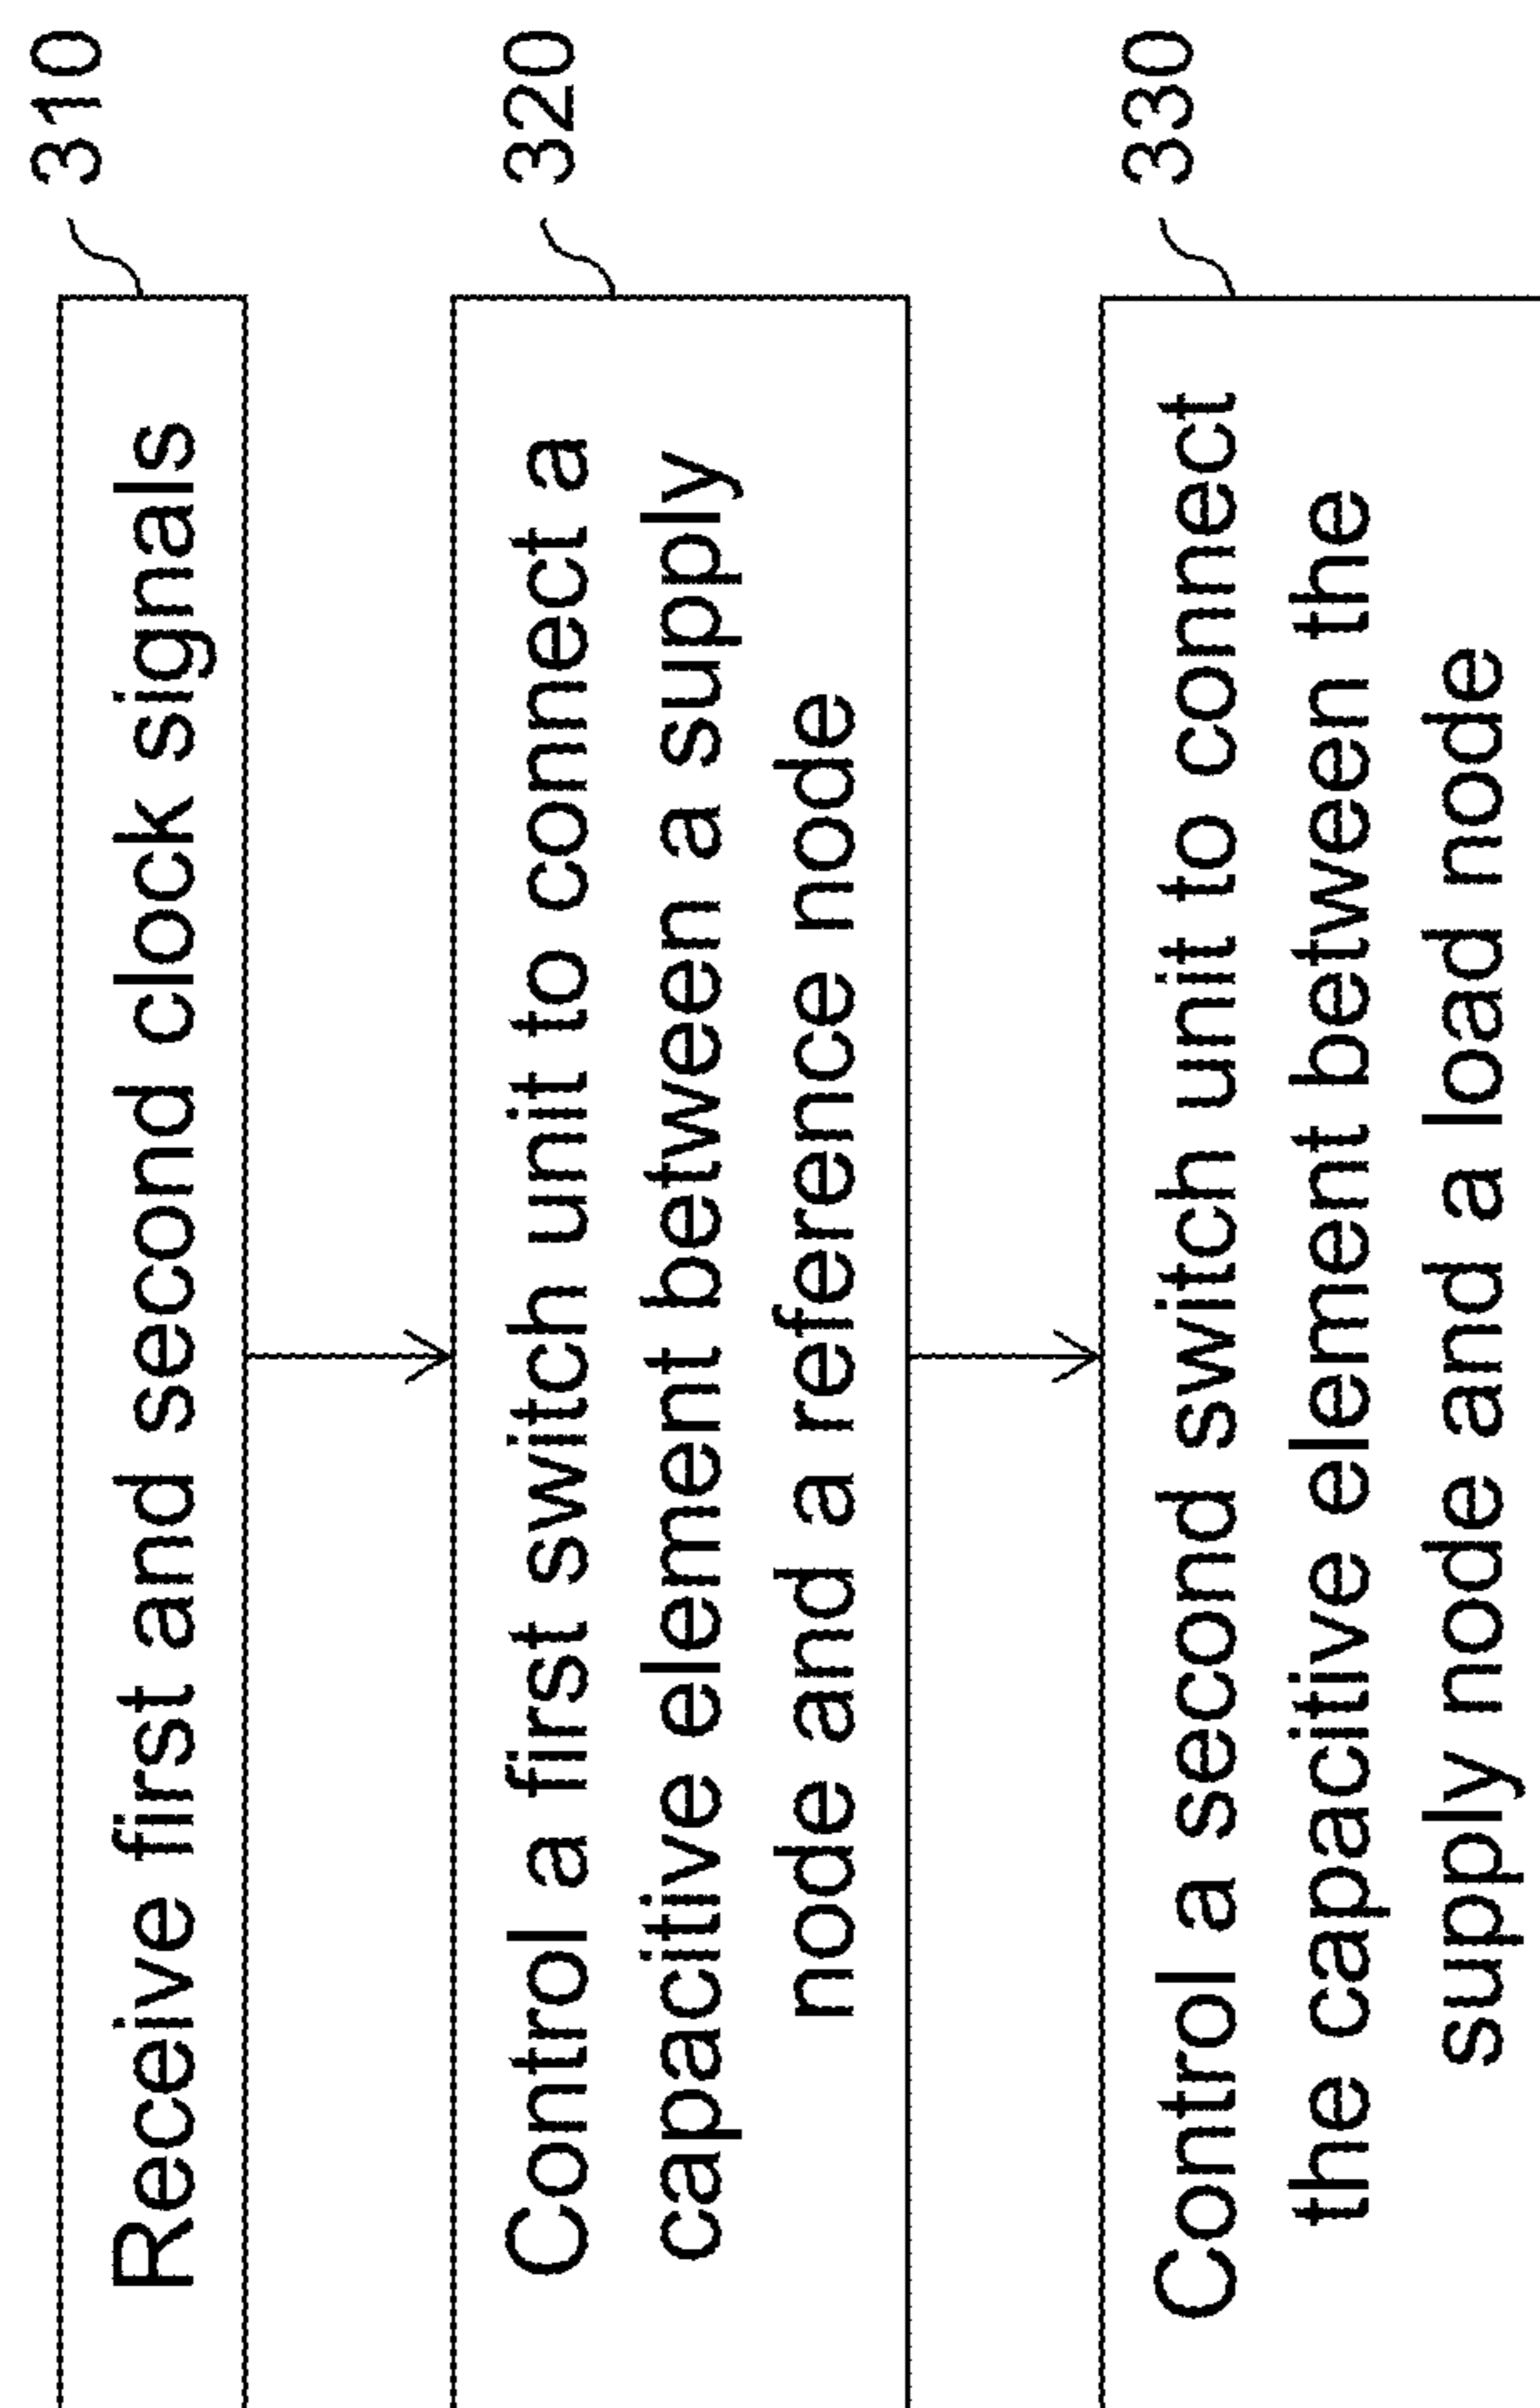 310
Receive first and second clock signals
320
Control a first switch unit to connect a
capacitive element between a supply
node and a reference node
330
Control a second switch unit to connect
the capacitive element between the
supply node and a load node